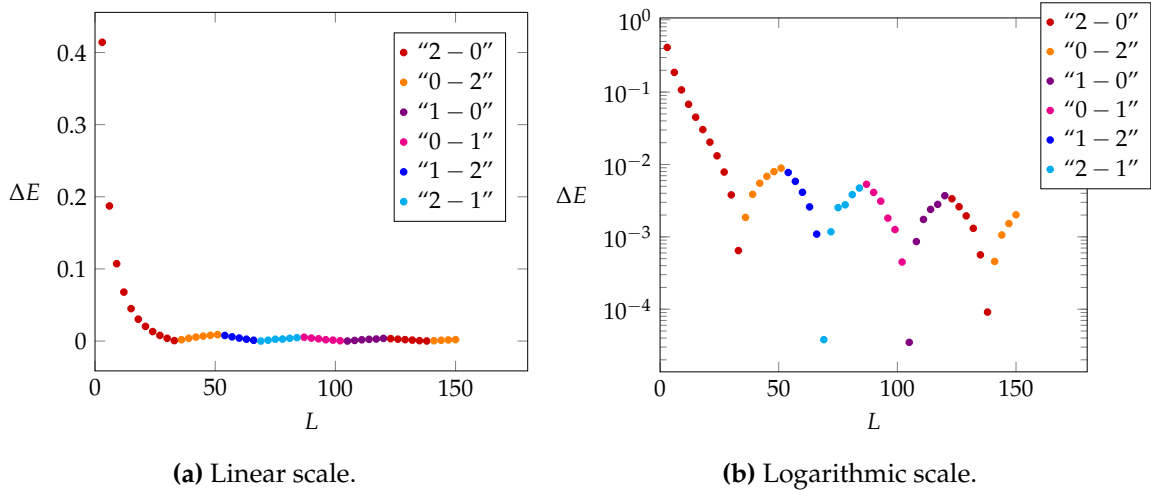 0.4
0.3
0.2
0.1
0
ΔE
0
50
100
150
L
“2 − 0”
“0 − 2”
“1 − 0”
“0 − 1”
“1 − 2”
“2 − 1”
(a) Linear scale.
10⁰
10⁻¹
10⁻²
10⁻³
10⁻⁴
ΔE
0
50
100
150
L
“2 − 0”
“0 − 2”
“1 − 0”
“0 − 1”
“1 − 2”
“2 − 1”
(b) Logarithmic scale.